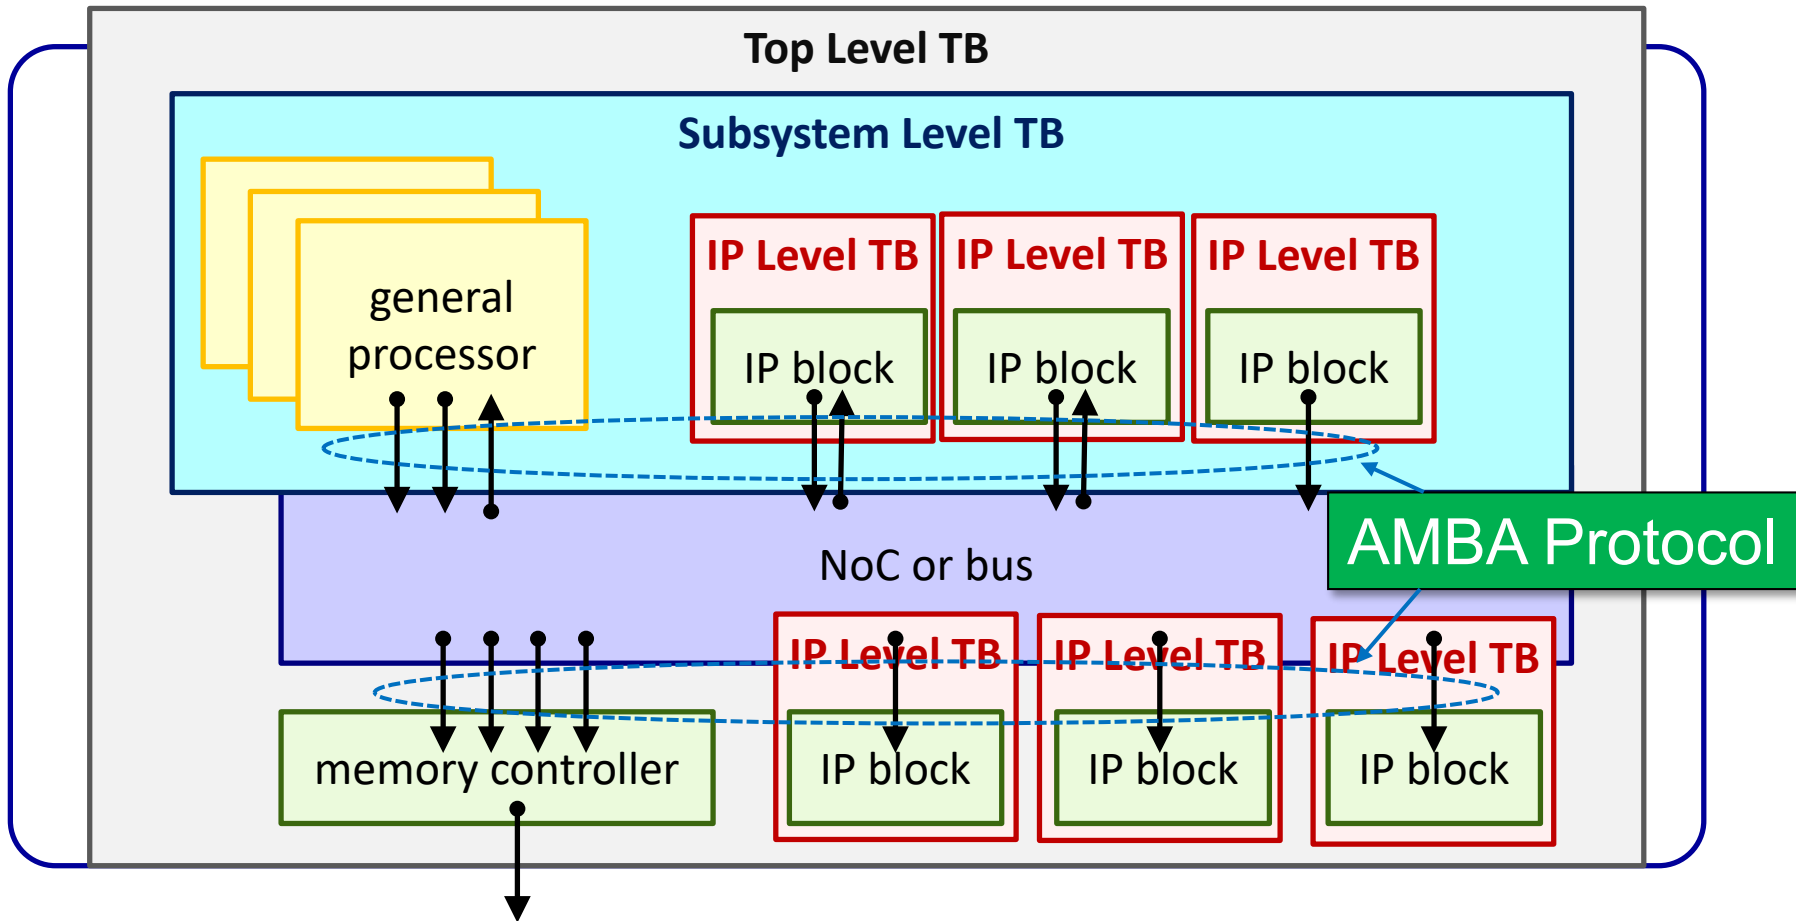 Top Level TB
Subsystem Level TB
IP Level TB
IP Level TB
IP Level TB
general
processor
IP block
IP block
IP block
AMBA Protocol
NoC or bus
IP Level TB
IP Level TB
IP Level TB
memory controller
IP block
IP block
IP block